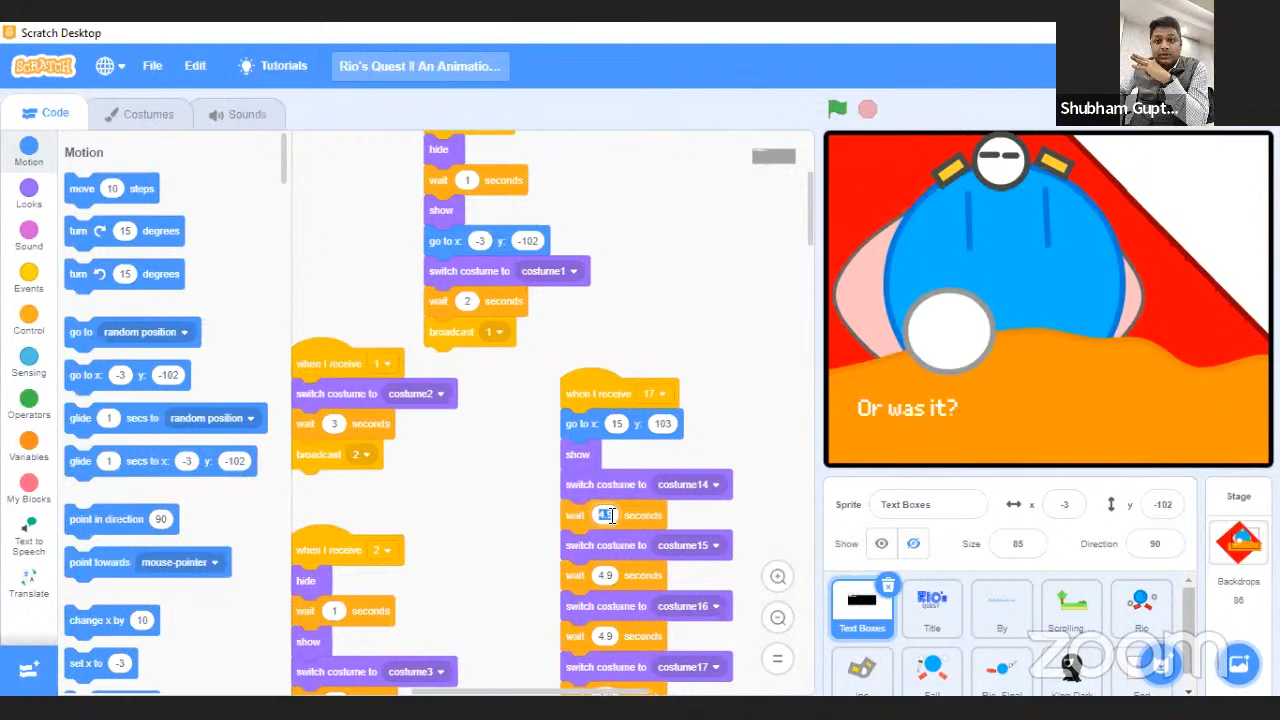 Scratch Desktop
SCRATCH
File
Edit
Tutorials
Rio's Quest II An Animatio...
Shubham Gupt...
Code
Costumes
Sounds
Motion
Looks
Sound
Events
Control
Sensing
Operators
Variables
My Blocks
Text to
Speech
Translate
Motion
move 10 steps
turn 15 degrees
turn 15 degrees
go to random position
go to x: -3 y: -102
glide 1 secs to random position
glide 1 secs to x: -3 y: -102
point in direction 90
point towards mouse-pointer
change x by 10
set x to -3
hide
wait 1 seconds
show
go to x: -3 y: -102
switch costume to costume1
wait 2 seconds
broadcast 1
when I receive 1
switch costume to costume2
wait 3 seconds
broadcast 2
when I receive 2
hide
wait 1 seconds
show
switch costume to costume3
when I receive 17
go to x: 15 y: 103
show
switch costume to costume14
wait seconds
switch costume to costume15
wait 4.9 seconds
switch costume to costume16
wait 4.9 seconds
switch costume to costume17
Or was it?
Sprite Text Boxes x -3 y -102
Show Size 85 Direction 90
Stage
Backdrops
Text Boxes
Title
By
Scrolling ...
Rio
Fall
King Dark
zoom